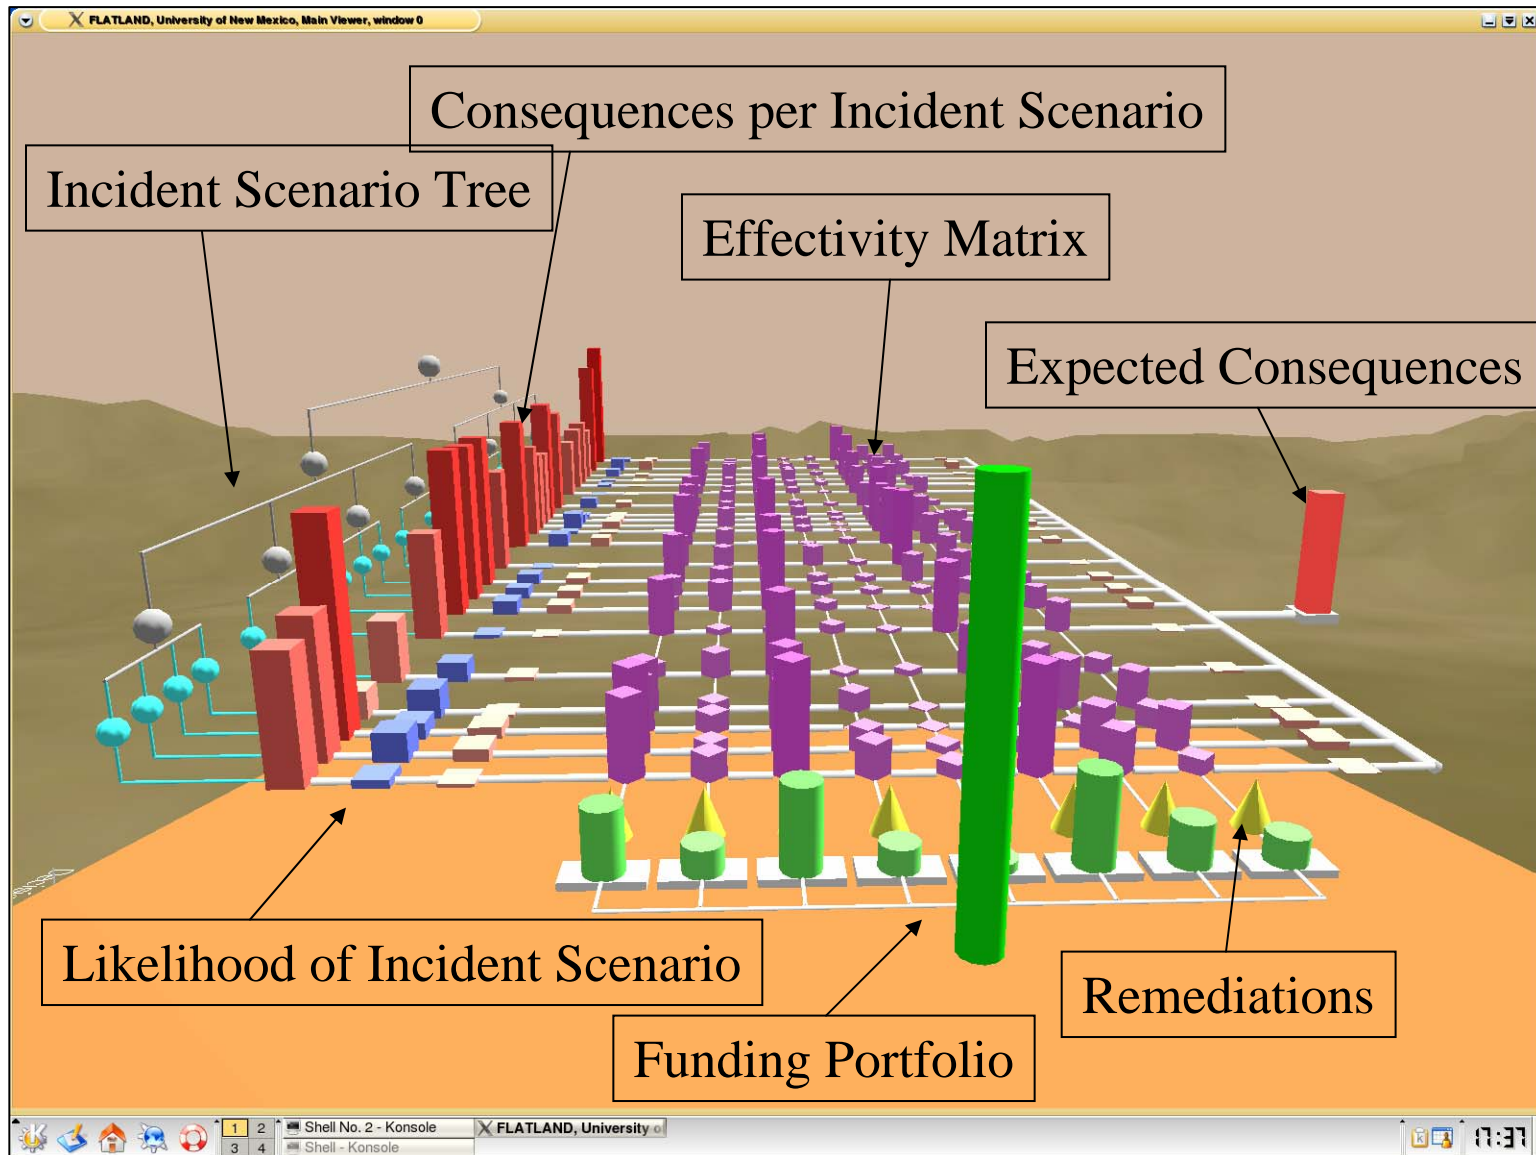 FLATLAND, University of New Mexico, Main Viewer, window 0
Consequences per Incident Scenario
Incident Scenario Tree
Effectivity Matrix
Expected Consequences
Likelihood of Incident Scenario
Remediations
Funding Portfolio
1 2
3 4
Shell No. 2 - Konsole
Shell - Konsole
FLATLAND, University o
17:37